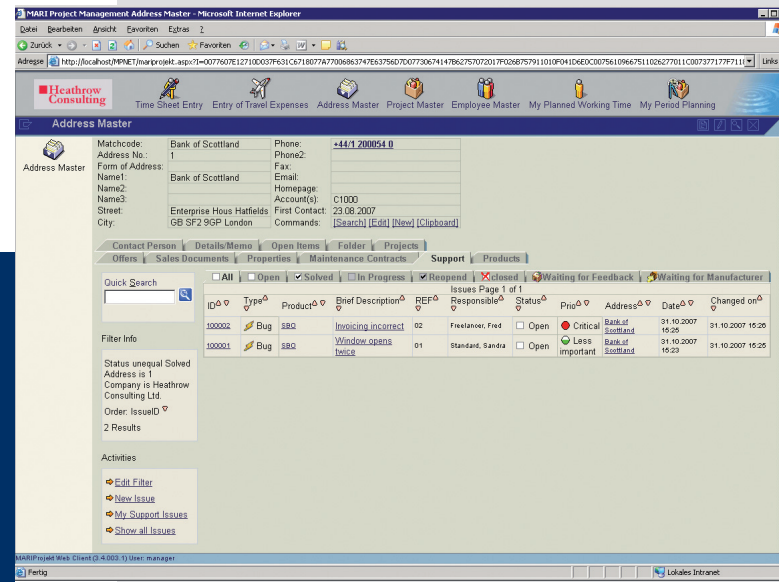 MARI Project Management Address Master - Microsoft Internet Explorer
Datei Bearbeiten Ansicht Favoriten Extras ?
Zurück Suchen Favoriten
Adresse Links
Heathrow
Consulting
Time Sheet Entry Entry of Travel Expenses Address Master Project Master Employee Master My Planned Working Time My Period Planning
Address Master
Address Master
Matchcode: Bank of Scottland Phone: +44/1 200054 0
Address No.: 1 Phone2:
Form of Address: Fax:
Name1: Bank of Scottland Email:
Name2: Homepage:
Name3: Account(s): C1000
Street: Enterprise Hous Hatfields First Contact: 23.08.2007
City: GB SF2 9GP London Commands: [Search] [Edit] [New] [Clipboard]
Contact Person Details/Memo Open Items Folder Projects
Offers Sales Documents Properties Maintenance Contracts Support Products
Quick Search
All Open Solved In Progress Reopend closed Waiting for Feedback Waiting for Manufacturer
Issues Page 1 of 1
ID Type Product Brief Description REF Responsible Status Prio Address Date Changed on
100002 Bug SBO Invoicing incorrect 02 Freelancer, Fred Open Critical Bank of Scottland 31.10.2007 15:25 31.10.2007 15:26
100001 Bug SBO Window opens twice 01 Standard, Sandra Open Less important Bank of Scottland 31.10.2007 15:23 31.10.2007 15:25
Filter Info
Status unequal Solved
Address is 1
Company is Heathrow
Consulting Ltd.
Order: IssueID
2 Results
Activities
Edit Filter
New Issue
My Support Issues
Show all Issues
MARIProjekt Web Client (3.4.003.1) User: manager
Fertig Lokales Intranet